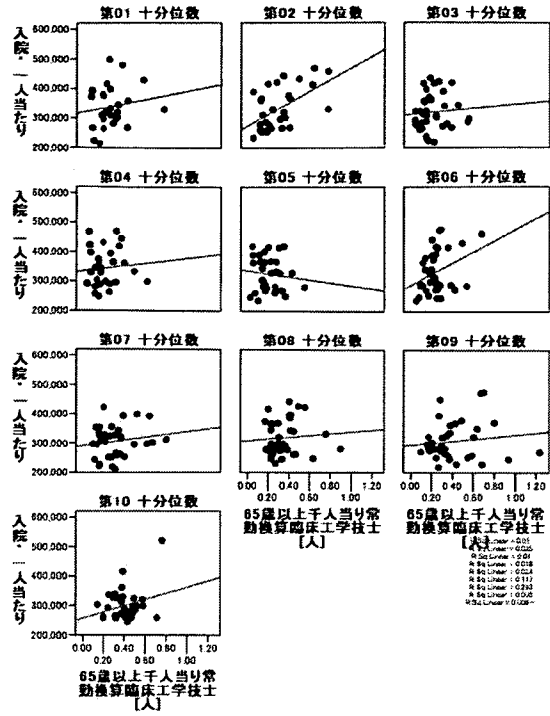 第01 十分位数
第02 十分位数
第03 十分位数
入院・一人当たり
600,000
500,000
400,000
300,000
200,000
第04 十分位数
第05 十分位数
第06 十分位数
入院・一人当たり
600,000
500,000
400,000
300,000
200,000
第07 十分位数
第08 十分位数
第09 十分位数
入院・一人当たり
600,000
500,000
400,000
300,000
200,000
0.00 0.40 0.80 1.20
0.20 0.60 1.00
0.00 0.40 0.80 1.20
0.20 0.60 1.00
65歳以上千人当り常
勤換算臨床工学技士
[人]
65歳以上千人当り常
勤換算臨床工学技士
[人]
第10 十分位数
入院・一人当たり
600,000
500,000
400,000
300,000
200,000
0.00 0.40 0.80 1.20
0.20 0.60 1.00
65歳以上千人当り常
勤換算臨床工学技士
[人]